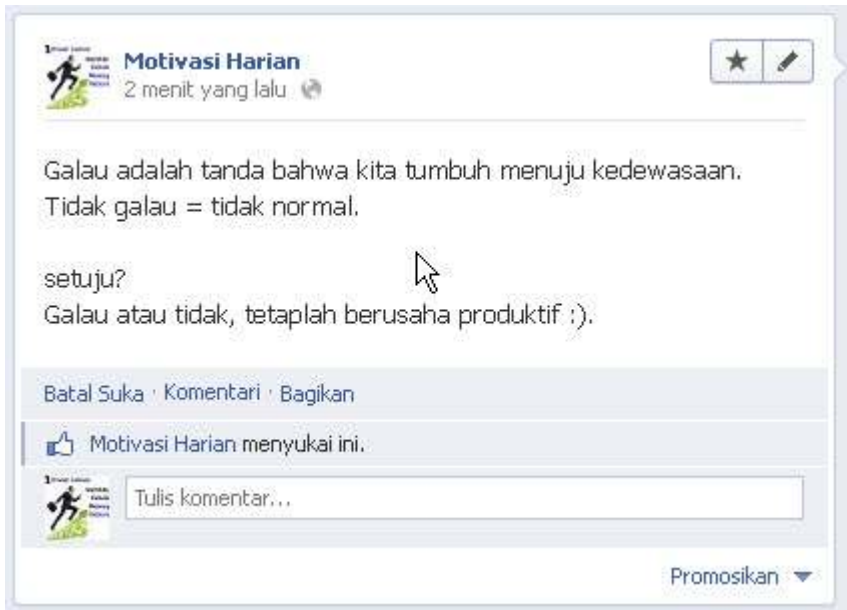 Motivasi Harian
2 menit yang lalu
Galau adalah tanda bahwa kita tumbuh menuju kedewasaan.
Tidak galau = tidak normal.
setuju?
Galau atau tidak, tetaplah berusaha produktif :).
Batal Suka · Komentari · Bagikan
Motivasi Harian menyukai ini.
Tulis komentar...
Promosikan